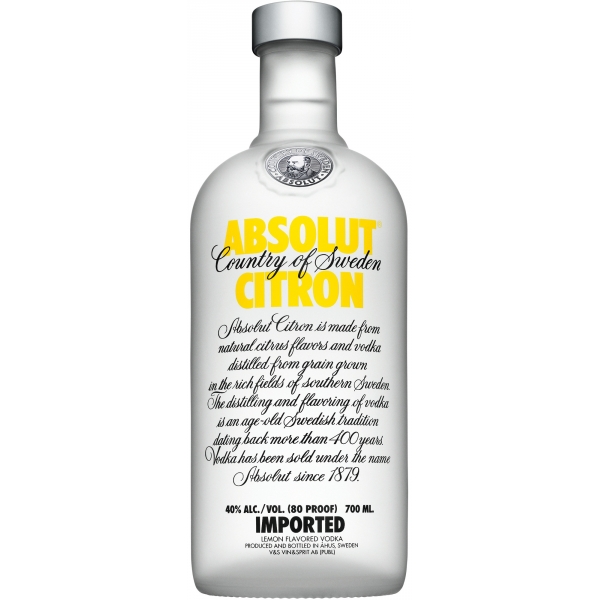 ABSOLUT
ABSOLUT®
Country of Sweden
CITRON
Absolut Citron is made from
natural citrus flavors and vodka
distilled from grain grown
in the rich fields of southern Sweden.
The distilling and flavoring of vodka
is an age-old Swedish tradition
dating back more than 400 years.
Vodka has been sold under the name
Absolut since 1879.
40% ALC./VOL. (80 PROOF) 700 ML.
IMPORTED
LEMON FLAVORED VODKA
PRODUCED AND BOTTLED IN ÅHUS, SWEDEN
V&S VIN&SPRIT AB (PUBL)